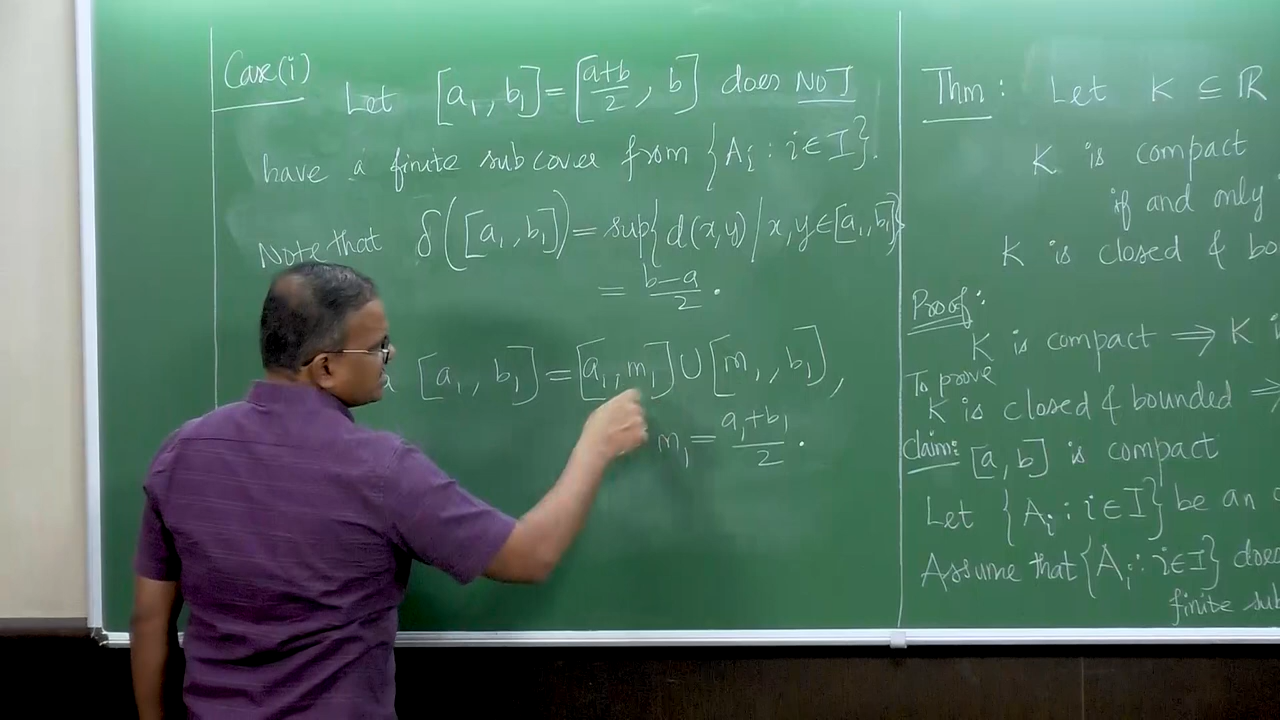 Case(i)
Let [a₁, b₁] = [a+b/2, b] does NOT
have a finite subcover from {Aᵢ : i∈I}.
Note that δ([a₁, b₁]) = sup{d(x,y) / x,y∈[a₁,b₁]}
= b-a/2.
[a₁, b₁] = [a₁, m₁] ∪ [m₁, b₁],
m₁ = a₁+b₁/2.
Thm: Let K ⊆ ℝ
K is compact
if and only
K is closed &
Proof:
K is compact ⟹ K
To prove
K is closed & bounded ⟹
Claim: [a, b] is compact
Let {Aᵢ : i∈I} be an
Assume that {Aᵢ : i∈I} does
finite